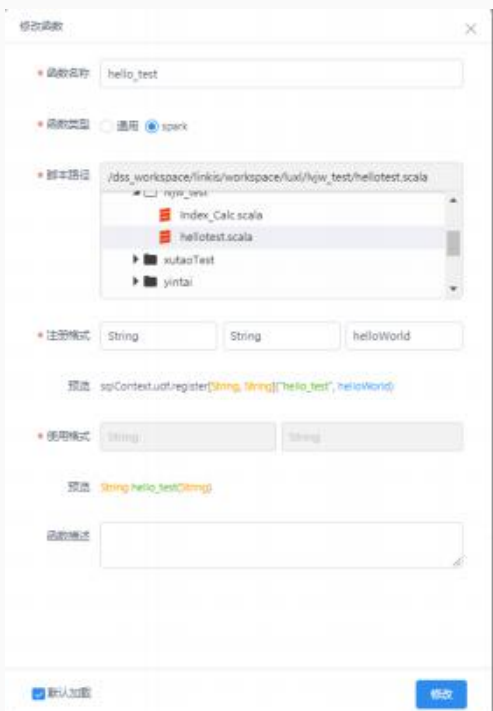 修改函数
* 函数名称 hello_test
* 函数类型 通用 spark
* 脚本路径 /dss_workspace/linkis/workspace/luxl/lvjw_test/hellotest.scala
lvjw_test
Index_Calc.scala
hellotest.scala
xutaoTest
yintai
* 注册格式 String String helloWorld
预览 sqlContext.udf.register[String, String]("hello_test", helloWorld)
* 使用格式 String String
预览 String hello_test(String)
函数描述
默认加载 修改